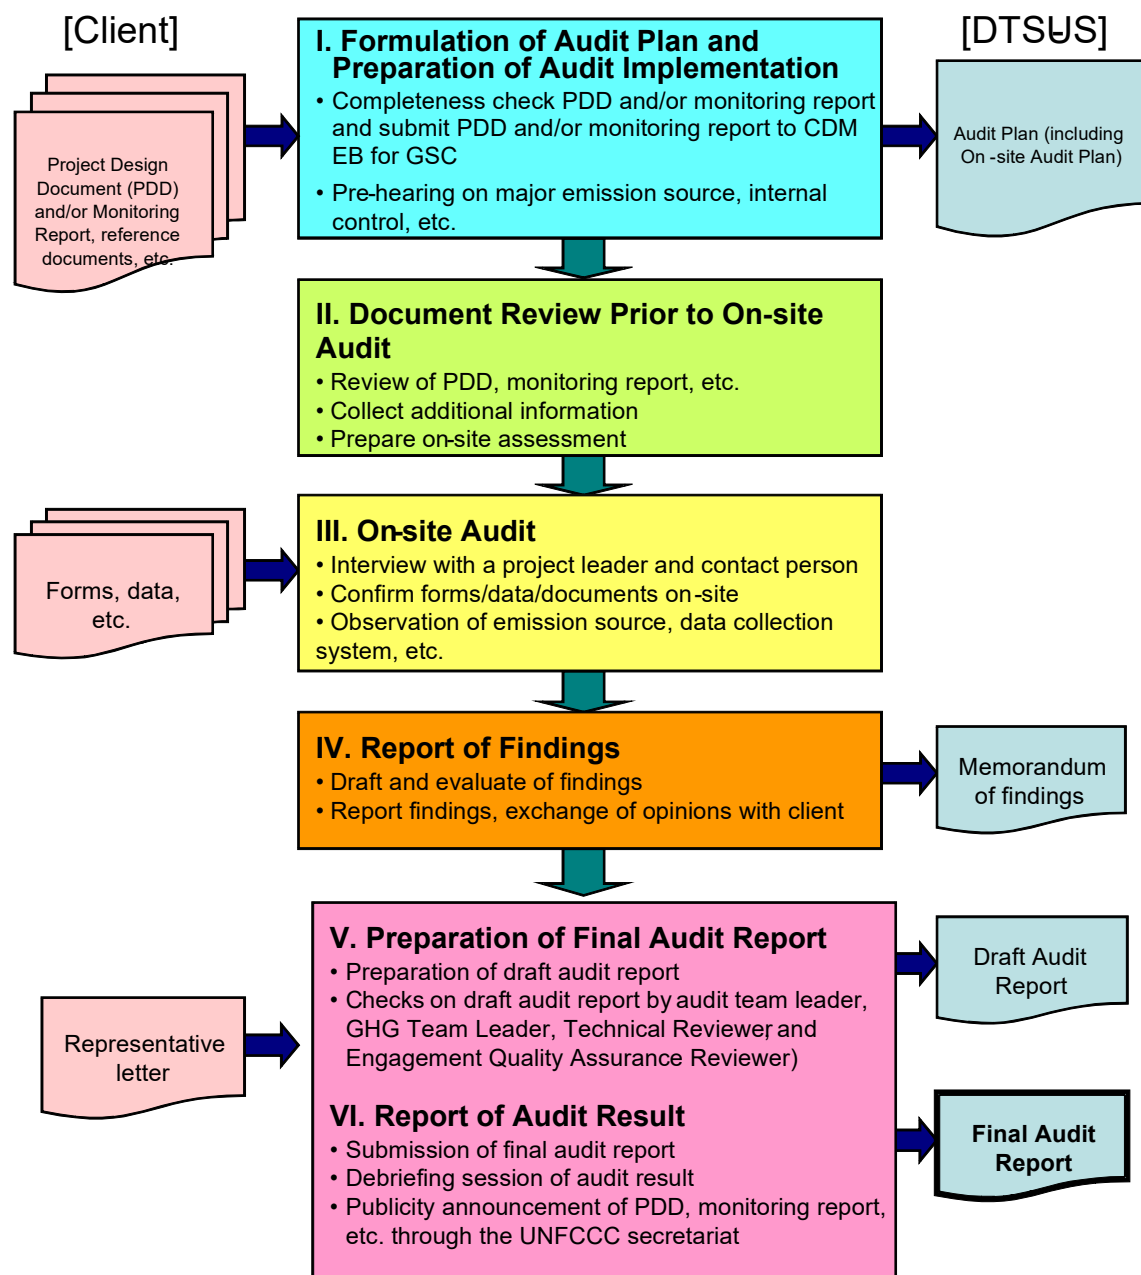 [Client]
[DTSUS]
I. Formulation of Audit Plan and
Preparation of Audit Implementation
• Completeness check PDD and/or monitoring report
and submit PDD and/or monitoring report to CDM
EB for GSC
• Pre-hearing on major emission source, internal
control, etc.
Project Design
Document (PDD)
and/or Monitoring
Report, reference
documents, etc.
Audit Plan (including
On -site Audit Plan)
II. Document Review Prior to On-site
Audit
• Review of PDD, monitoring report, etc.
• Collect additional information
• Prepare on-site assessment
III. On-site Audit
• Interview with a project leader and contact person
• Confirm forms/data/documents on-site
• Observation of emission source, data collection
system, etc.
Forms, data,
etc.
IV. Report of Findings
• Draft and evaluate of findings
• Report findings, exchange of opinions with client
Memorandum
of findings
V. Preparation of Final Audit Report
• Preparation of draft audit report
• Checks on draft audit report by audit team leader,
GHG Team Leader, Technical Reviewer, and
Engagement Quality Assurance Reviewer)
Draft Audit
Report
Representative
letter
VI. Report of Audit Result
• Submission of final audit report
• Debriefing session of audit result
• Publicity announcement of PDD, monitoring report,
etc. through the UNFCCC secretariat
Final Audit
Report